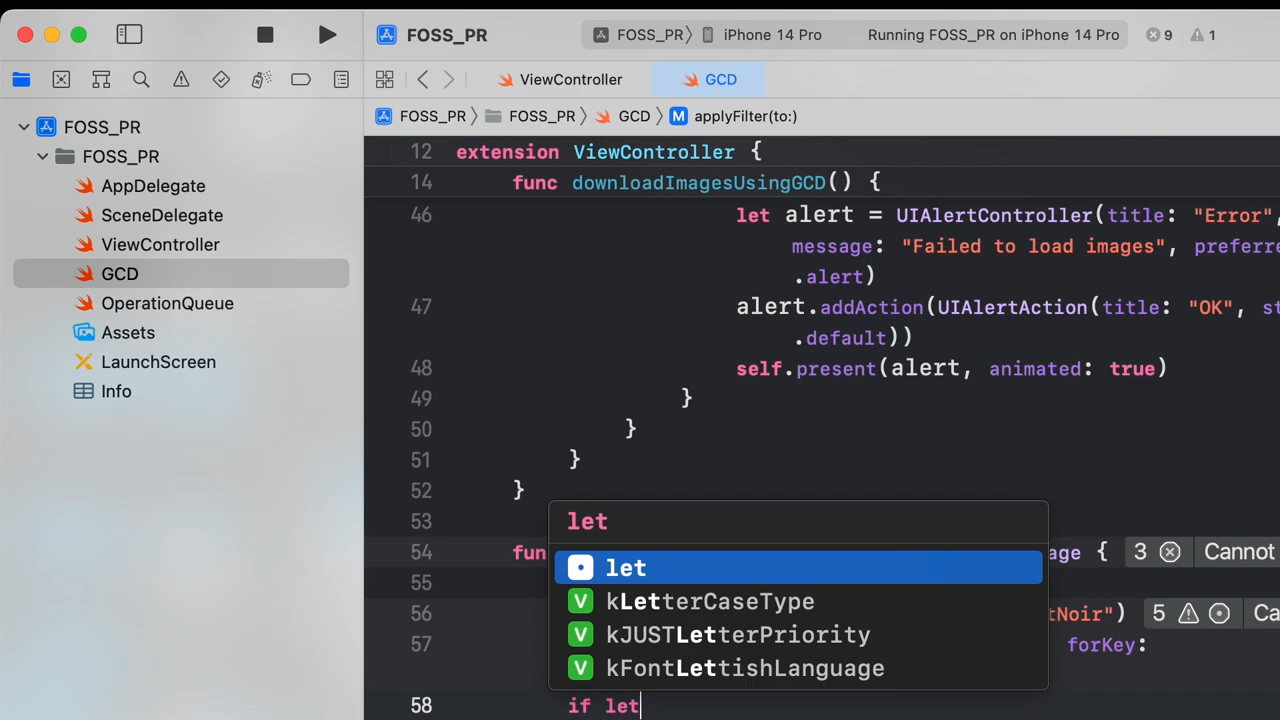 FOSS_PR
FOSS_PR iPhone 14 Pro Running FOSS_PR on iPhone 14 Pro 9 1
ViewController GCD
FOSS_PR FOSS_PR GCD M applyFilter(to:)
FOSS_PR
FOSS_PR
AppDelegate
SceneDelegate
ViewController
GCD
OperationQueue
Assets
LaunchScreen
Info
12 extension ViewController {
14 func downloadImagesUsingGCD() {
46 let alert = UIAlertController(title: "Error",
message: "Failed to load images", preferre
.alert)
47 alert.addAction(UIAlertAction(title: "OK", st
.default))
48 self.present(alert, animated: true)
49 }
50 }
51 }
52 }
53
54 fun age { 3 Cannot
55
56 tNoir") 5 Ca
57 forKey:
58 if let
let
let
V kLetterCaseType
V kJUSTLetterPriority
V kFontLettishLanguage